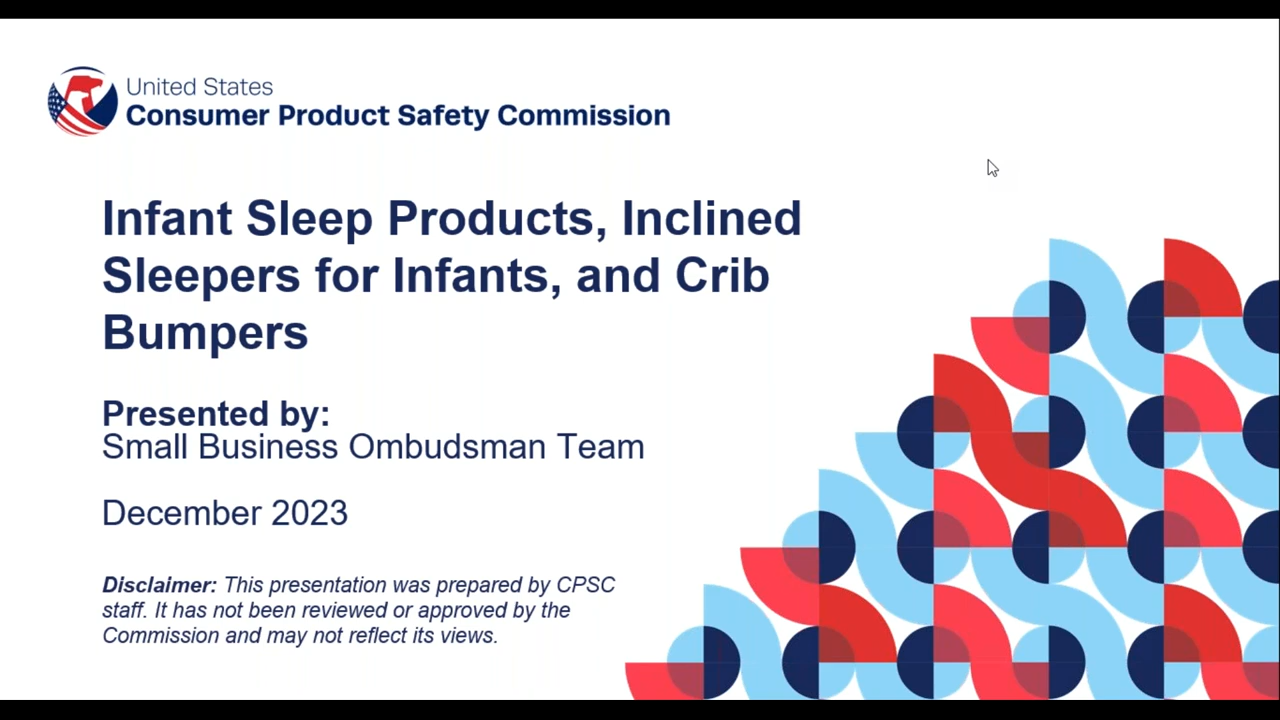 United States
Consumer Product Safety Commission
Infant Sleep Products, Inclined
Sleepers for Infants, and Crib
Bumpers
Presented by:
Small Business Ombudsman Team
December 2023
Disclaimer: This presentation was prepared by CPSC
staff. It has not been reviewed or approved by the
Commission and may not reflect its views.